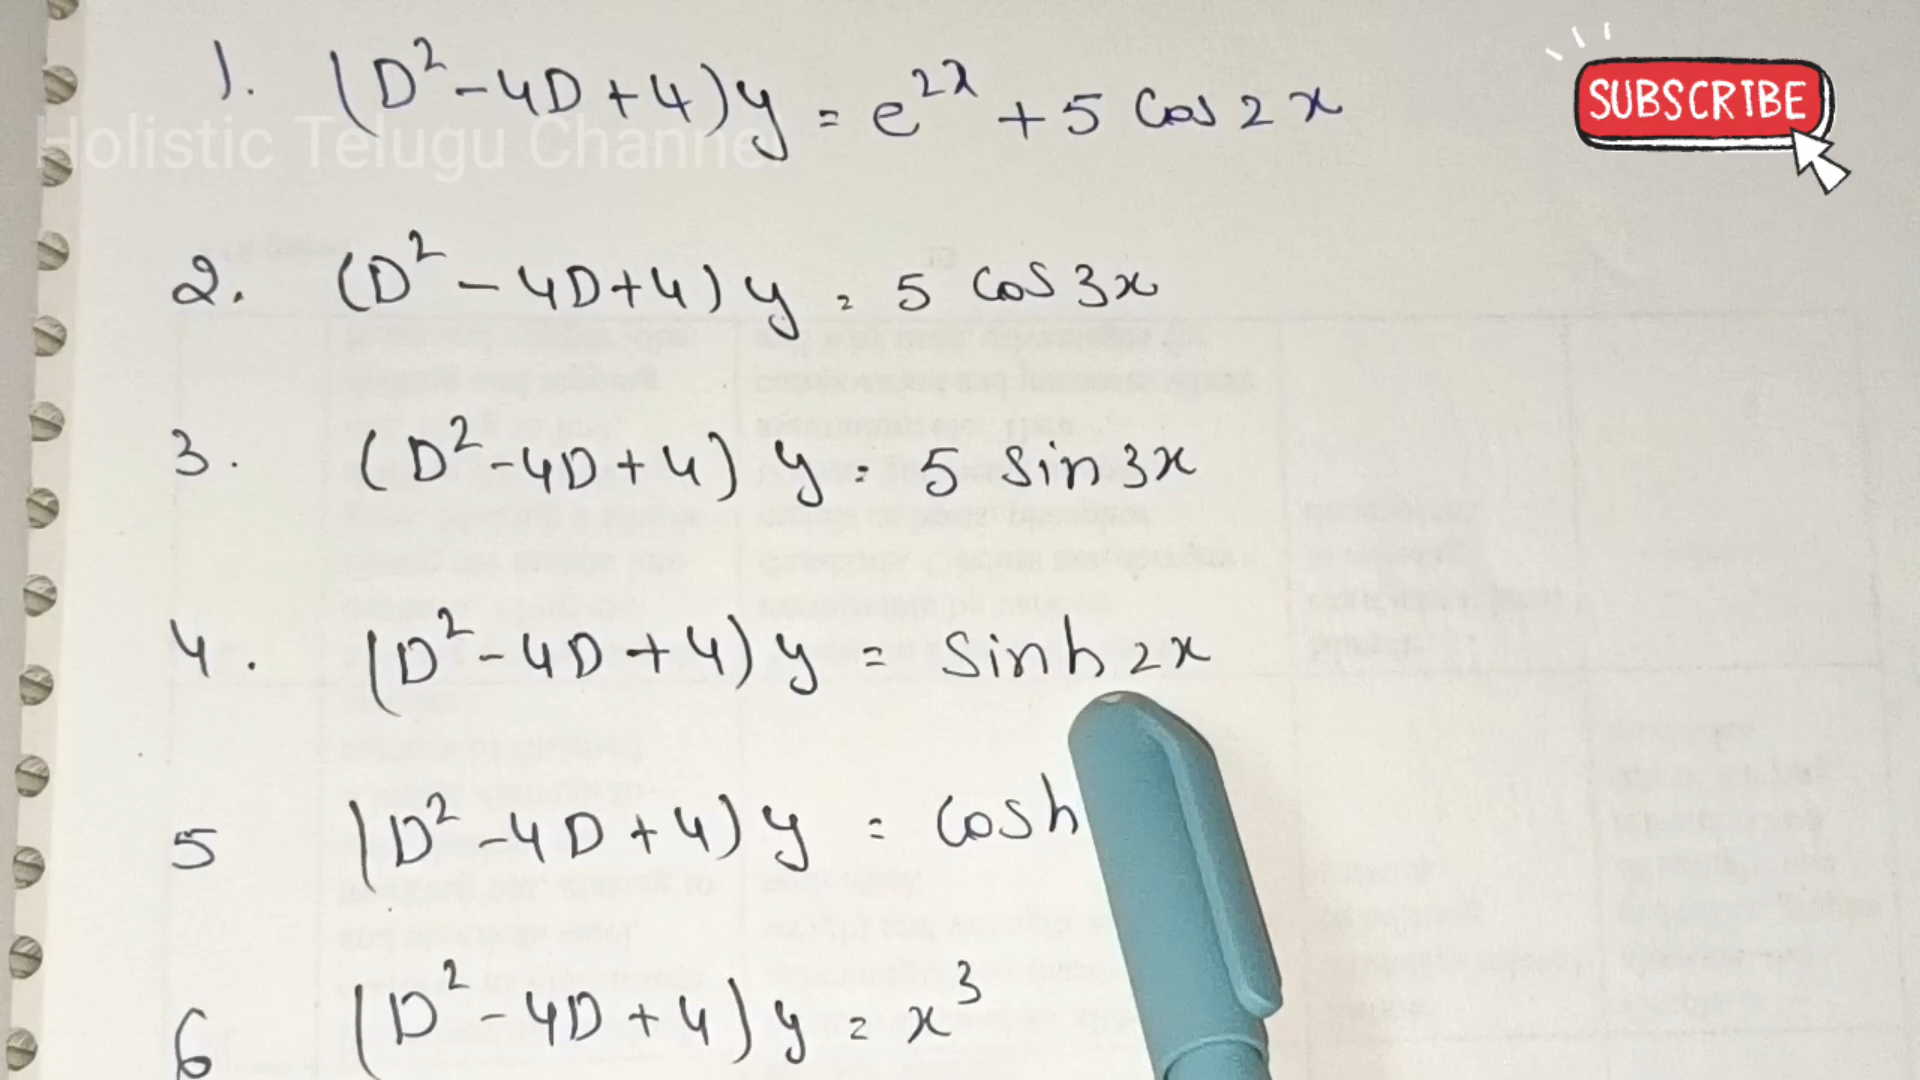 1. (D²-4D+4)y = e^2x + 5 cos 2x
SUBSCRIBE
Holistic Telugu Channel
2. (D²-4D+4)y = 5 cos 3x
3. (D²-4D+4)y = 5 sin 3x
4. (D²-4D+4)y = sinh 2x
5 (D²-4D+4)y = cosh
6 (D²-4D+4)y = x³